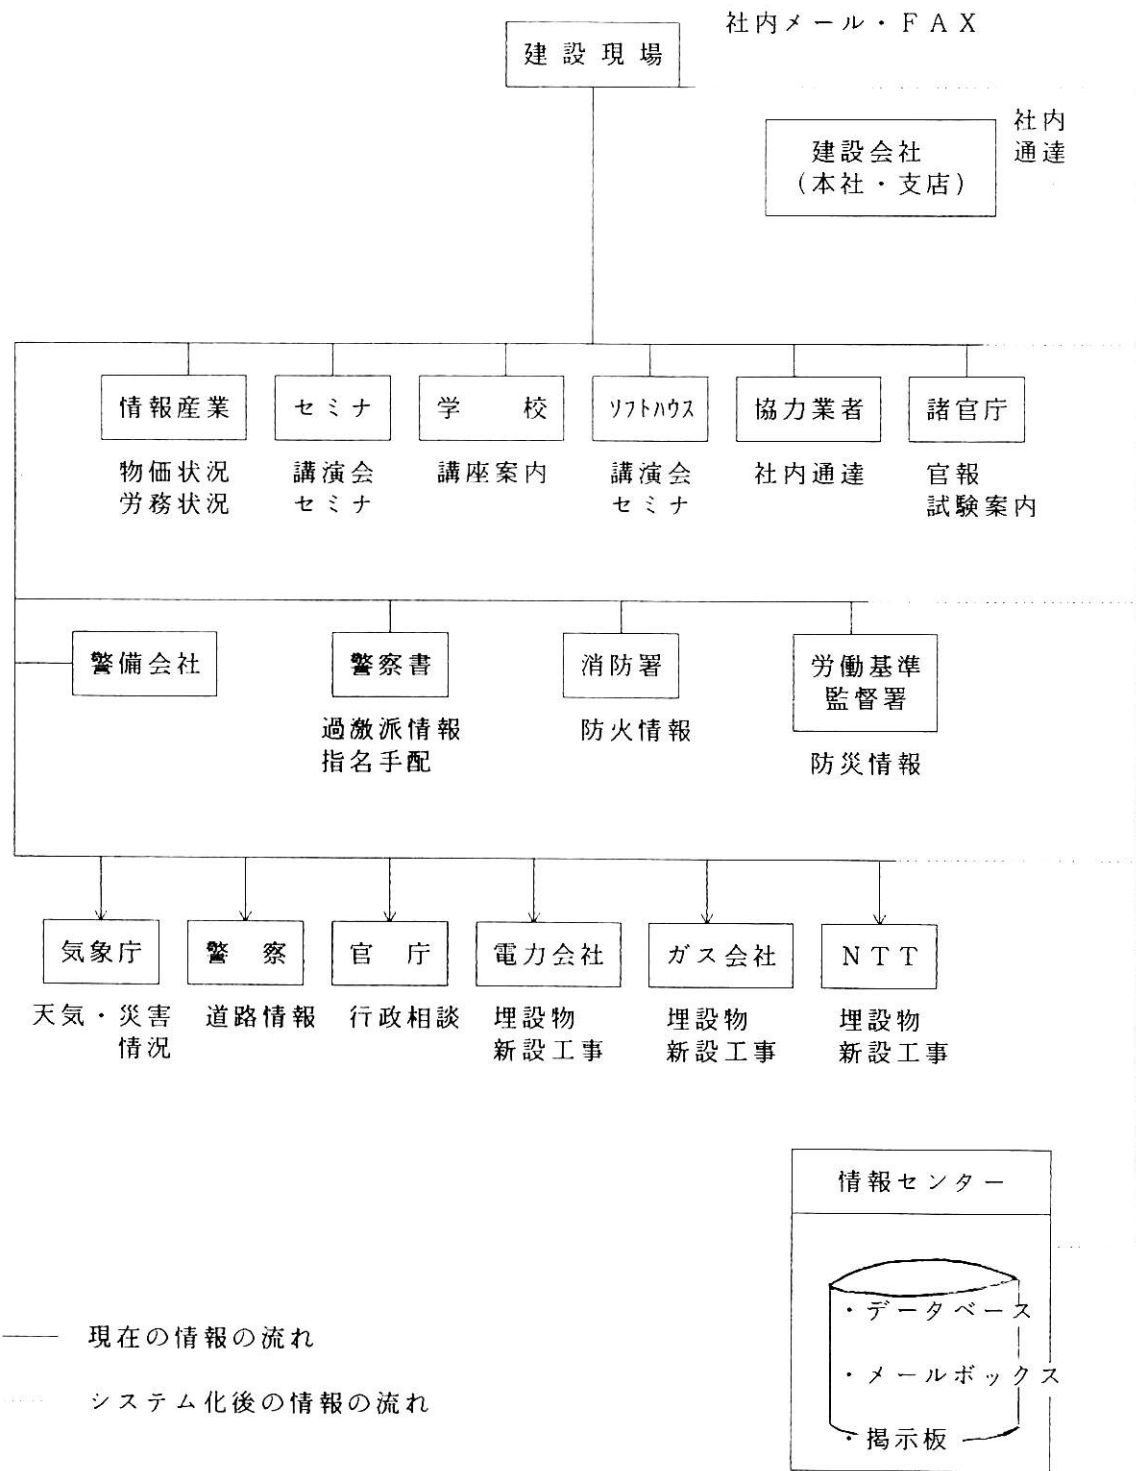 社内メール・FAX
建設現場
社内
通達
建設会社
(本社・支店)
情報産業
セミナ
学 校
ソフトハウス
協力業者
諸官庁
物価状況
労務状況
講演会
セミナ
講座案内
講演会
セミナ
社内通達
官報
試験案内
警備会社
警察書
消防署
労働基準
監督署
過激派情報
指名手配
防火情報
防災情報
気象庁
警 察
官 庁
電力会社
ガス会社
NTT
天気・災害
情況
道路情報
行政相談
埋設物
新設工事
埋設物
新設工事
埋設物
新設工事
情報センター
・データベース
・メールボックス
・掲示板
現在の情報の流れ
システム化後の情報の流れ